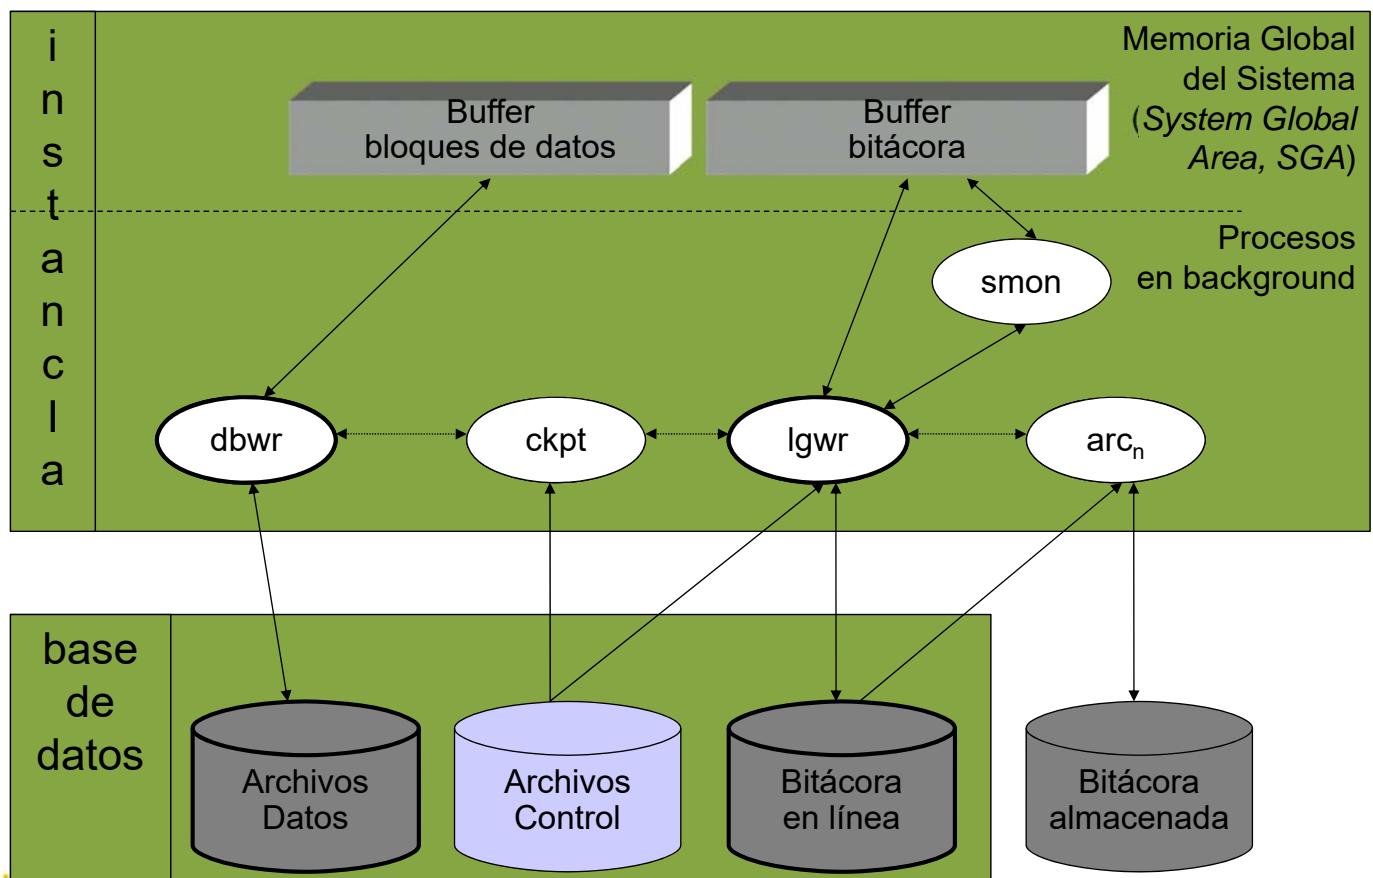 i
n
s
t
a
n
c
I
a
Memoria Global
del Sistema
(System Global
Area, SGA)
Buffer
bloques de datos
Buffer
bitácora
Procesos
en background
smon
dbwr
ckpt
lgwr
arcn
base
de
datos
Archivos
Datos
Archivos
Control
Bitácora
en línea
Bitácora
almacenada